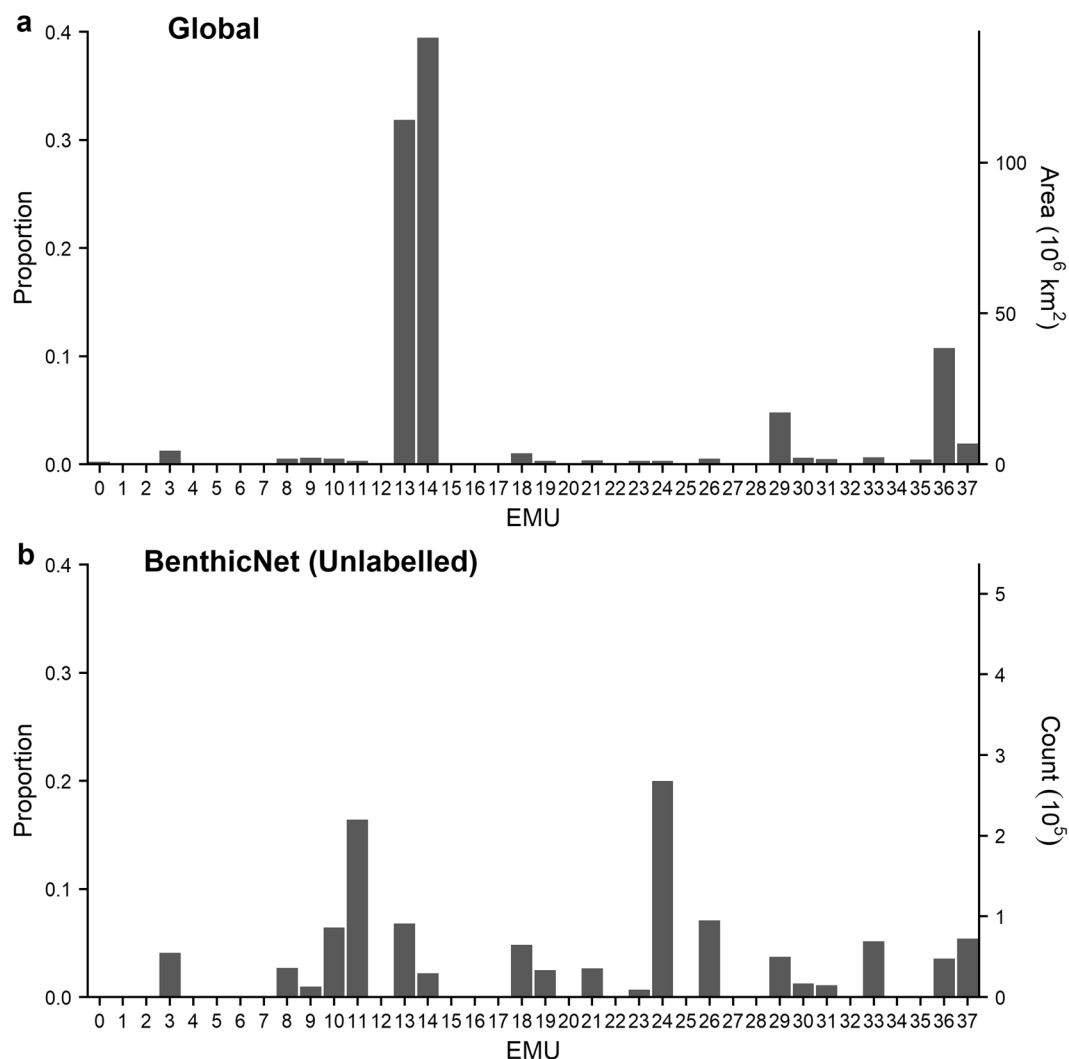 a
Global
0.4
0.3
0.2
0.1
0.0
Proportion
100
50
0
Area (10⁶ km²)
0 1 2 3 4 5 6 7 8 9 10 11 12 13 14 15 16 17 18 19 20 21 22 23 24 25 26 27 28 29 30 31 32 33 34 35 36 37
EMU
b
BenthicNet (Unlabelled)
0.4
0.3
0.2
0.1
0.0
Proportion
5
4
3
2
1
0
Count (10⁵)
0 1 2 3 4 5 6 7 8 9 10 11 12 13 14 15 16 17 18 19 20 21 22 23 24 25 26 27 28 29 30 31 32 33 34 35 36 37
EMU